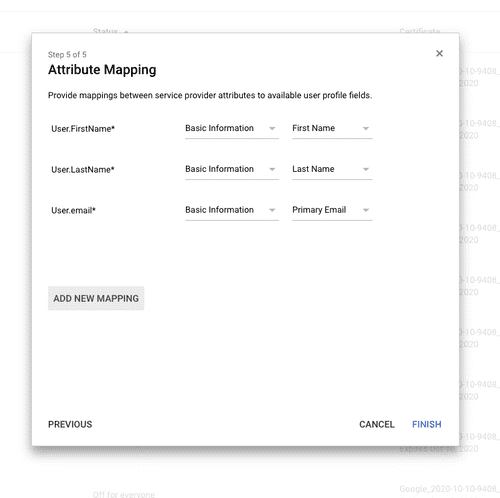 Status
Certificate
Step 5 of 5
×
Attribute Mapping
Provide mappings between service provider attributes to available user profile fields.
User.FirstName* Basic Information First Name
User.LastName* Basic Information Last Name
User.email* Basic Information Primary Email
ADD NEW MAPPING
PREVIOUS CANCEL FINISH
Off for everyone
Google_2020-10-10-9408_